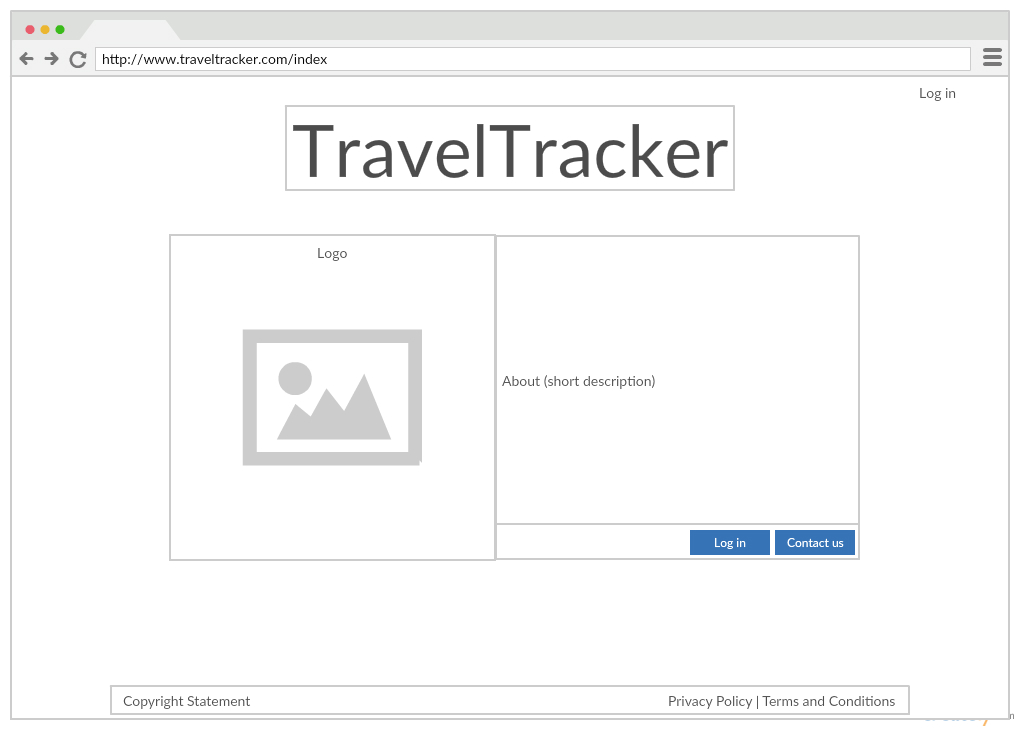 http://www.traveltracker.com/index
Log in
TravelTracker
Logo
About (short description)
Log in
Contact us
Copyright Statement
Privacy Policy | Terms and Conditions